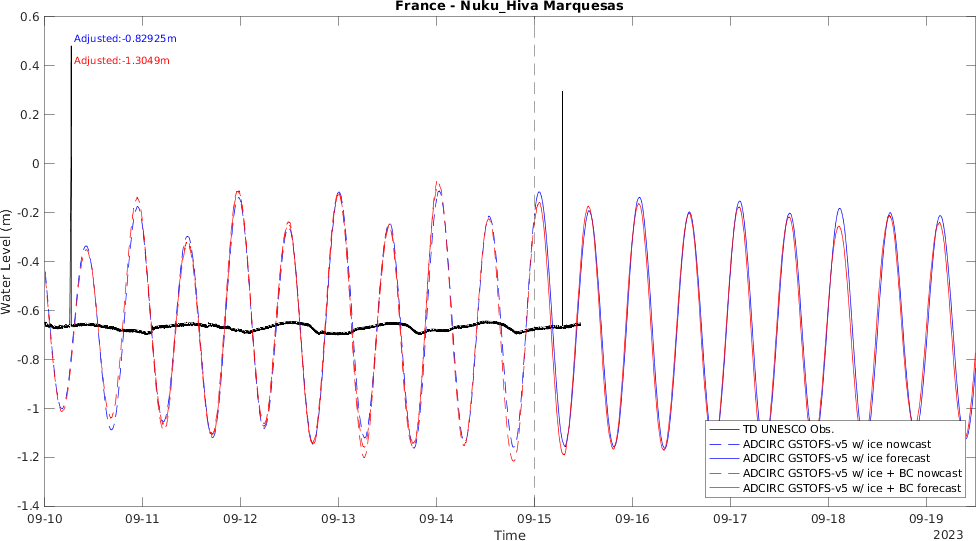 France - Nuku_Hiva Marquesas
Adjusted:-0.82925m
Adjusted:-1.3049m
Water Level (m)
0.6
0.4
0.2
0
-0.2
-0.4
-0.6
-0.8
-1
-1.2
-1.4
TD UNESCO Obs.
ADCIRC GSTOFS-v5 w/ ice nowcast
ADCIRC GSTOFS-v5 w/ ice forecast
ADCIRC GSTOFS-v5 w/ ice + BC nowcast
ADCIRC GSTOFS-v5 w/ ice + BC forecast
09-10 09-11 09-12 09-13 09-14 09-15 09-16 09-17 09-18 09-19
Time
2023